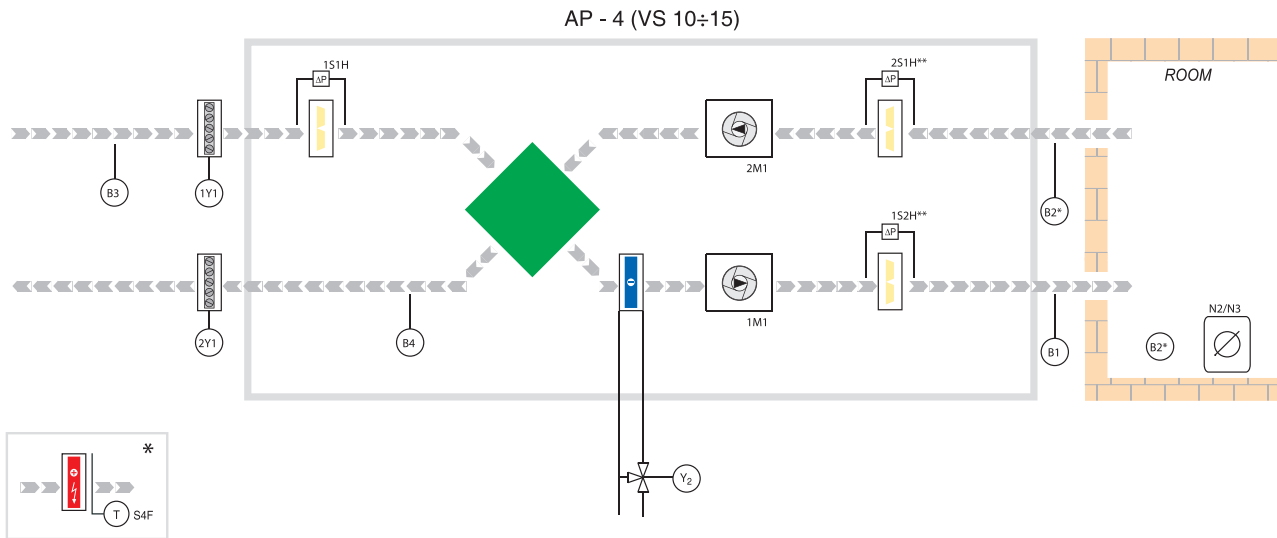 AP - 4 (VS 10÷15)
1S1H
ΔP
2S1H**
ΔP
ROOM
2M1
B3
1Y1
B2*
1S2H**
ΔP
1M1
N2/N3
2Y1
B4
B1
B2*
*
T
S4F
Y2